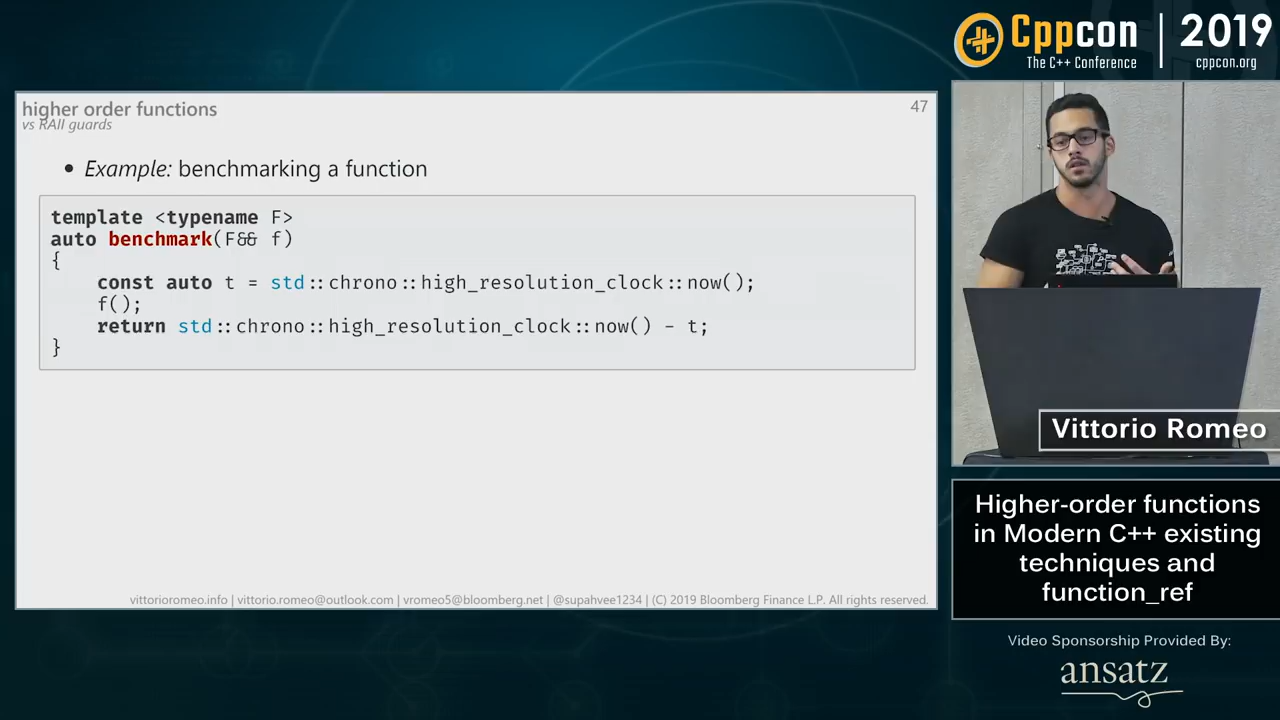 Cppcon
The C++ Conference
2019
cppcon.org
higher order functions
vs RAII guards
47
• Example: benchmarking a function
template <typename F>
auto benchmark(F&& f)
{
const auto t = std::chrono::high_resolution_clock::now();
f();
return std::chrono::high_resolution_clock::now() - t;
}
vittorioromeo.info | vittorio.romeo@outlook.com | vromeo5@bloomberg.net | @supahvee1234 | (C) 2019 Bloomberg Finance L.P. All rights reserved.
Vittorio Romeo
Higher-order functions
in Modern C++ existing
techniques and
function_ref
Video Sponsorship Provided By:
ansatz